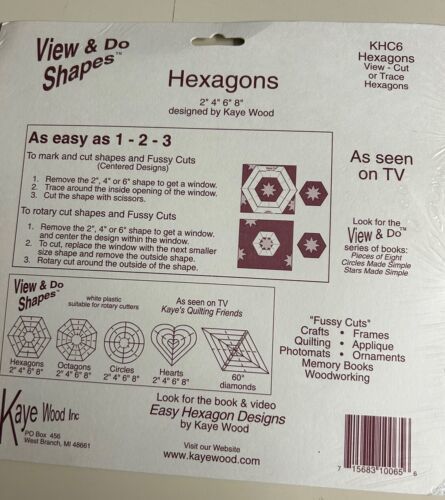 View & Do
Shapes™
Hexagons
2" 4" 6" 8"
designed by Kaye Wood
KHC6
Hexagons
View - Cut
or Trace
Hexagons
As easy as 1 - 2 - 3
To mark and cut shapes and Fussy Cuts
(Centered Designs)
1. Remove the 2", 4" or 6" shape to get a window.
2. Trace around the inside opening of the window.
3. Cut the shape with scissors.
To rotary cut shapes and Fussy Cuts
1. Remove the 2", 4" or 6" shape to get a window
and center the design within the window.
2. To cut, replace the window with the next smaller
size shape and remove the outside shape.
3. Rotary cut around the outside of the shape.
As seen
on TV
Look for the
View & Do™
series of books:
Pieces of Eight
Circles Made Simple
Stars Made Simple
View & Do
Shapes™
white plastic
suitable for rotary cutters
As seen on TV
Kaye's Quilting Friends
Hexagons
2" 4" 6" 8"
Octagons
2" 4" 6" 8"
Circles
2" 4" 6" 8"
Hearts
2" 4" 6" 8"
60°
diamonds
"Fussy Cuts"
Crafts • Frames
Quilting • Applique
Photomats • Ornaments
Memory Books
Woodworking
Kaye Wood Inc
PO Box 456
West Branch, MI 48661
Look for the book & video
Easy Hexagon Designs
by Kaye Wood
Visit our Website
www.kayewood.com
7 15683 10065 6